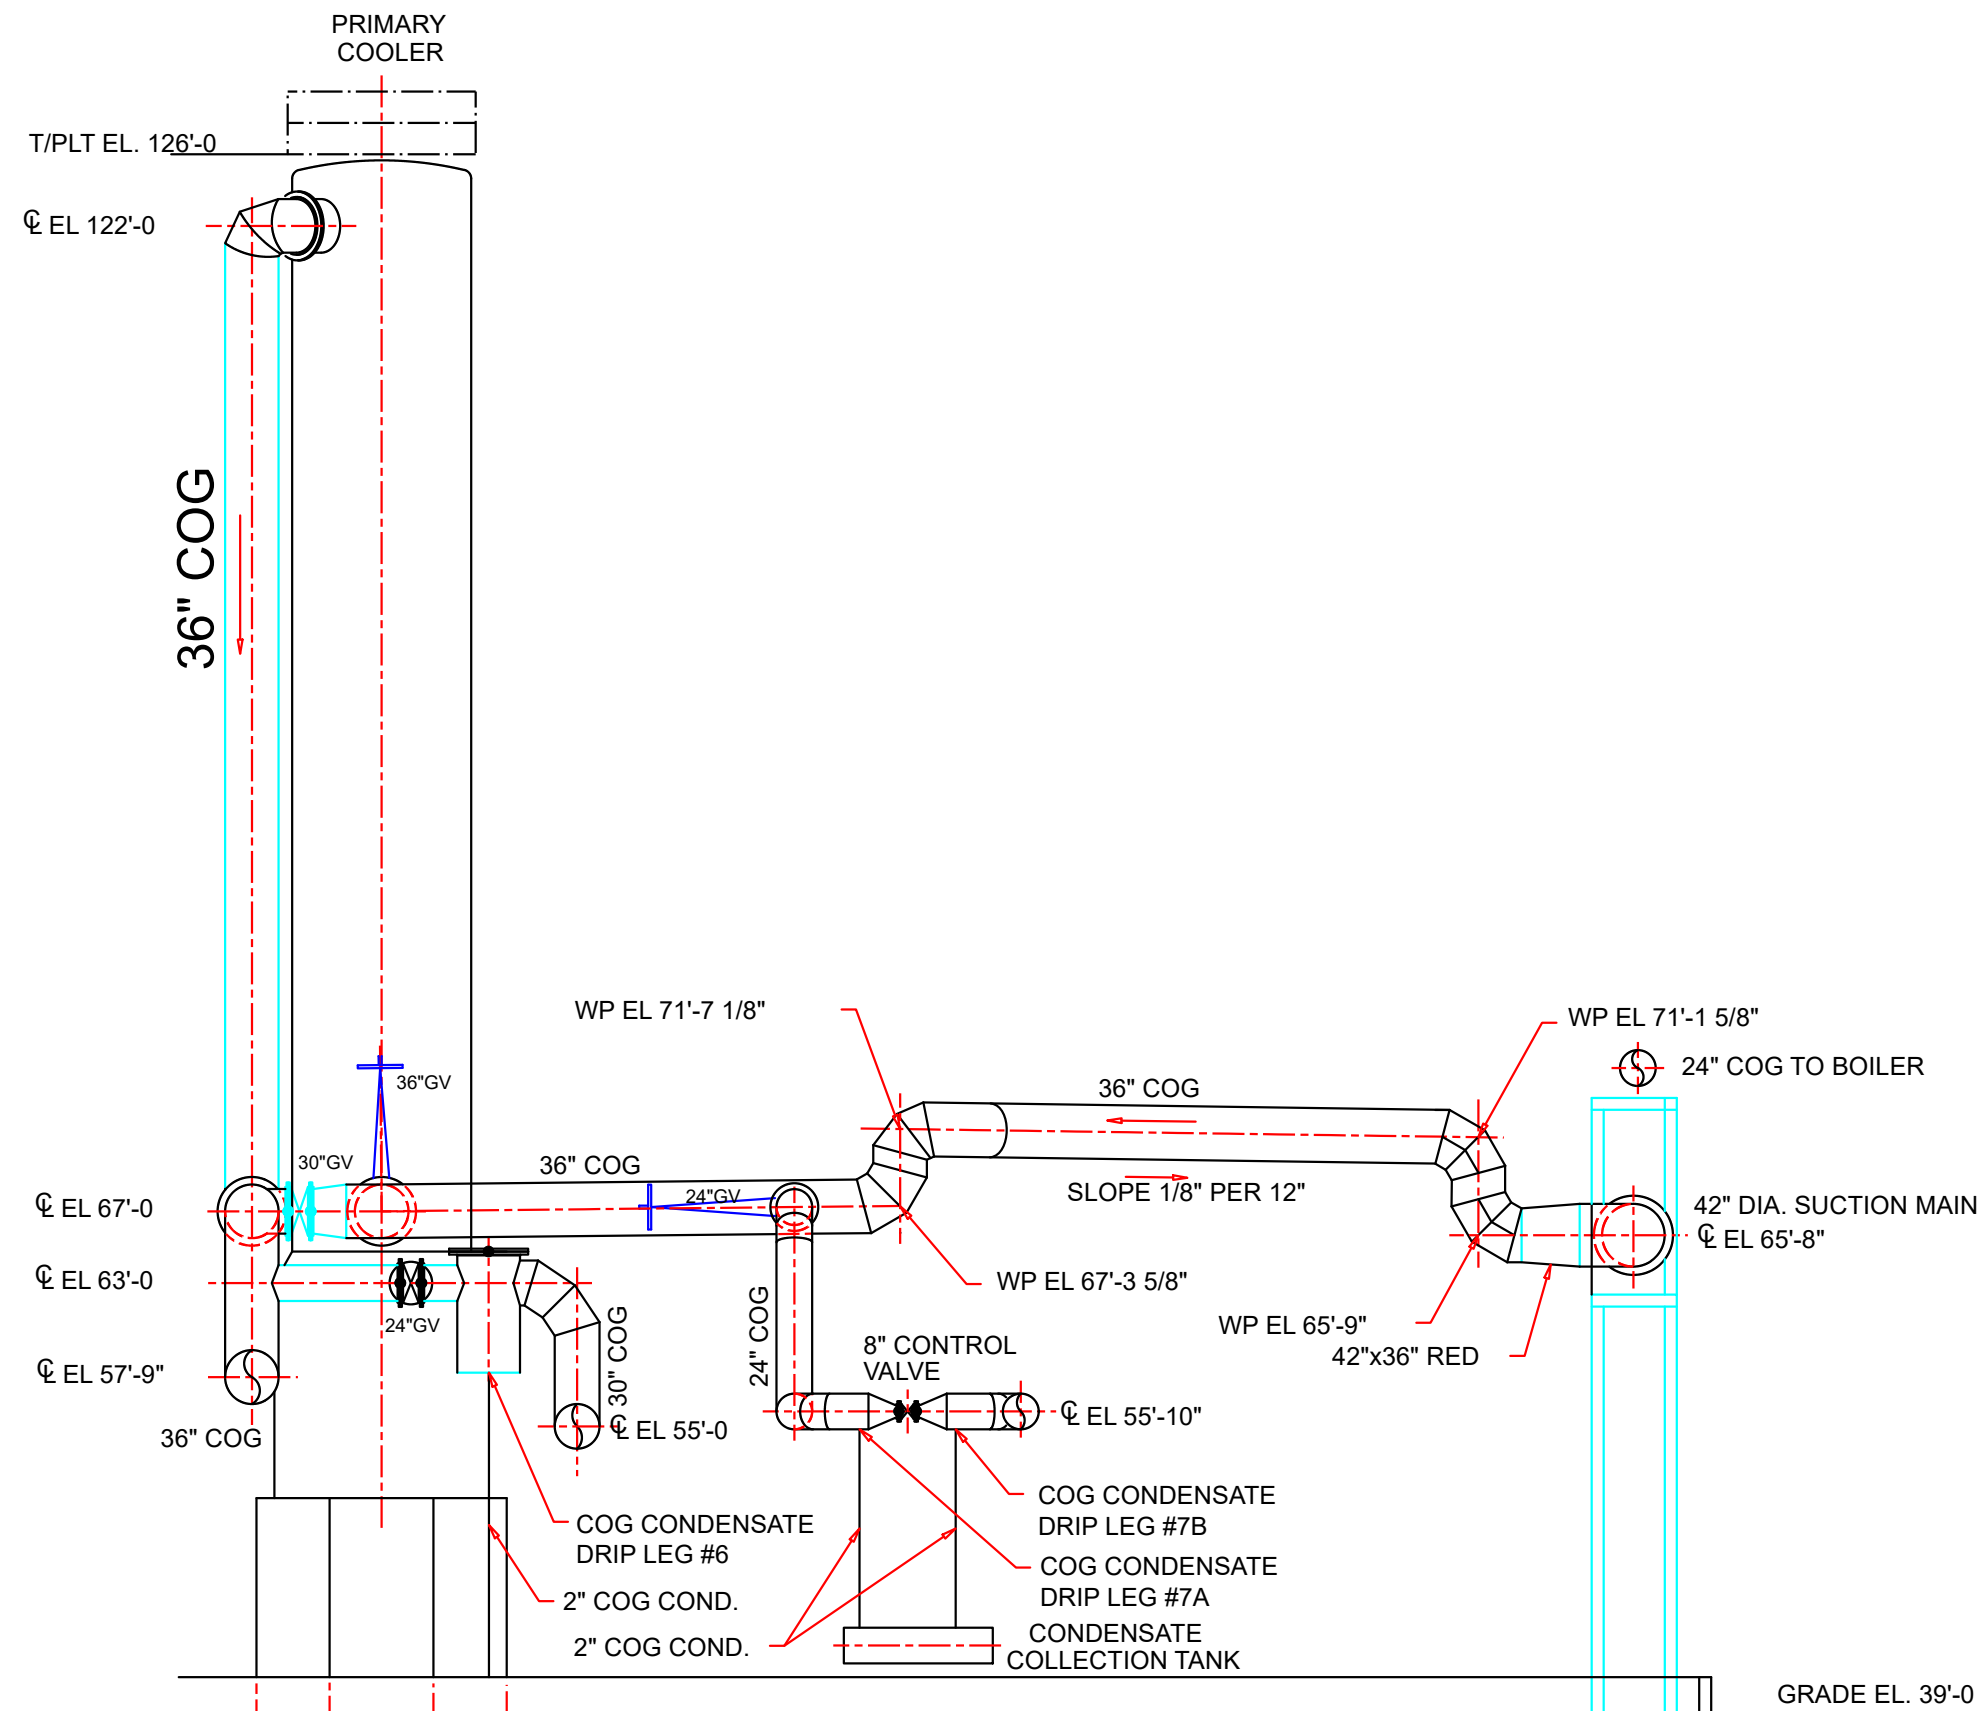 PRIMARY
COOLER
T/PLT EL. 126'-0
℄ EL 122'-0
36" COG
WP EL 71'-7 1/8"
WP EL 71'-1 5/8"
24" COG TO BOILER
36"GV
36" COG
30"GV
36" COG
24"GV
SLOPE 1/8" PER 12"
℄ EL 67'-0
42" DIA. SUCTION MAIN
℄ EL 65'-8"
℄ EL 63'-0
WP EL 67'-3 5/8"
24"GV
WP EL 65'-9"
42"x36" RED
℄ EL 57'-9"
30" COG
24" COG
8" CONTROL
VALVE
36" COG
℄ EL 55'-0
℄ EL 55'-10"
COG CONDENSATE
DRIP LEG #7B
COG CONDENSATE
DRIP LEG #6
COG CONDENSATE
DRIP LEG #7A
2" COG COND.
2" COG COND.
CONDENSATE
COLLECTION TANK
GRADE EL. 39'-0